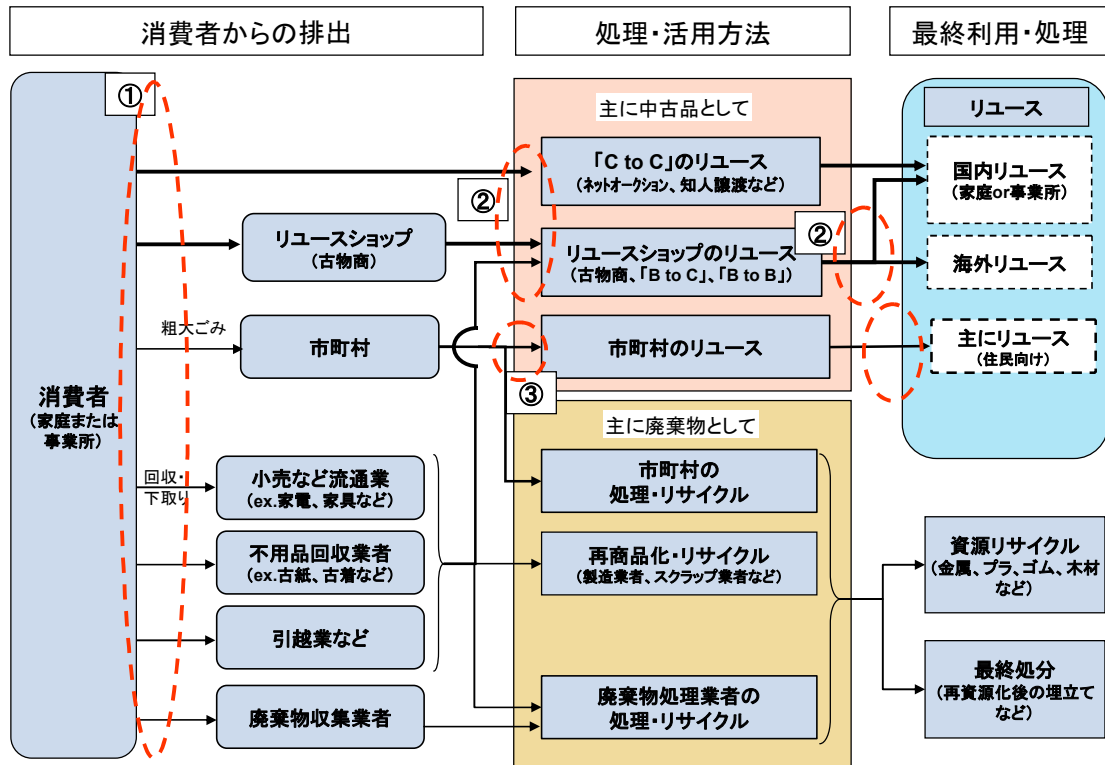 消費者からの排出
処理・活用方法
最終利用・処理
①
消費者
(家庭または
事業所)
粗大ごみ
回収・
下取り
リユースショップ
(古物商)
市町村
小売など流通業
(ex.家電、家具など)
不用品回収業者
(ex.古紙、古着など)
引越業など
廃棄物収集業者
②
主に中古品として
「C to C」のリユース
(ネットオークション、知人譲渡など)
リユースショップのリユース
(古物商、「B to C」、「B to B」)
市町村のリユース
②
③
主に廃棄物として
市町村の
処理・リサイクル
再商品化・リサイクル
(製造業者、スクラップ業者など)
廃棄物処理業者の
処理・リサイクル
リユース
国内リユース
(家庭or事業所)
海外リユース
主にリユース
(住民向け)
資源リサイクル
(金属、プラ、ゴム、木材
など)
最終処分
(再資源化後の埋立て
など)